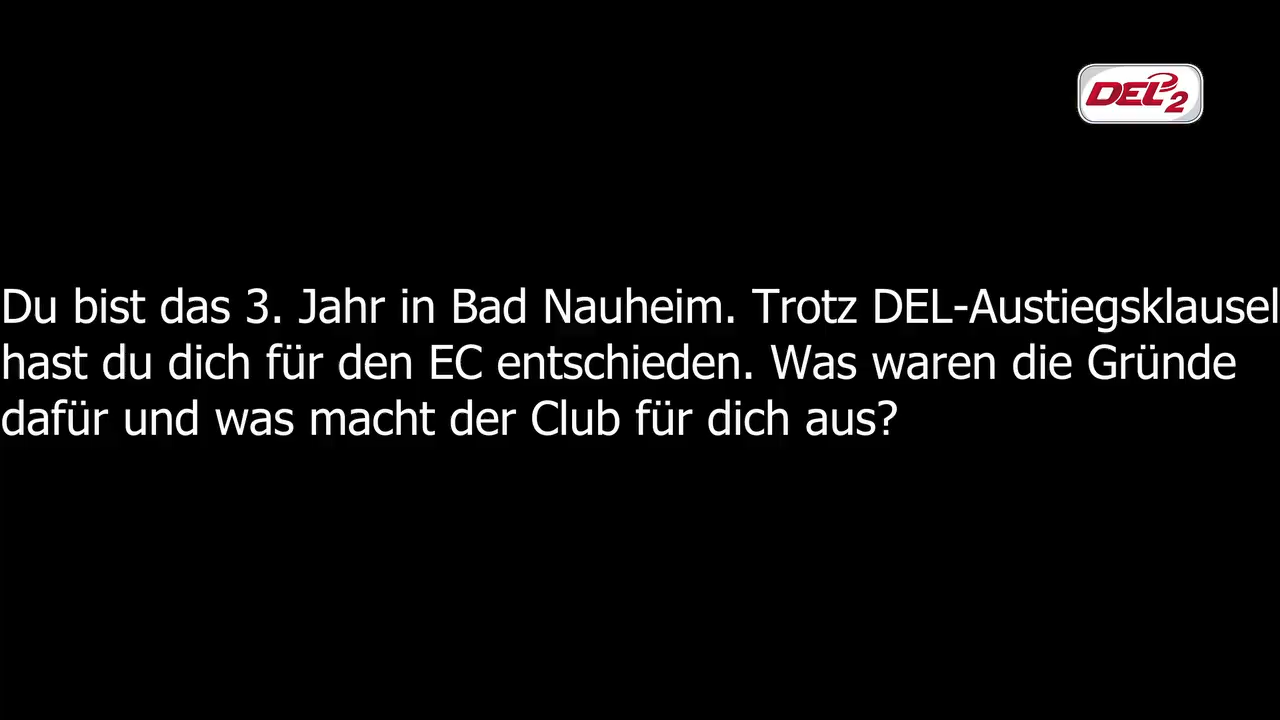 DEL2
Du bist das 3. Jahr in Bad Nauheim. Trotz DEL-Austiegsklausel
hast du dich für den EC entschieden. Was waren die Gründe
dafür und was macht der Club für dich aus?